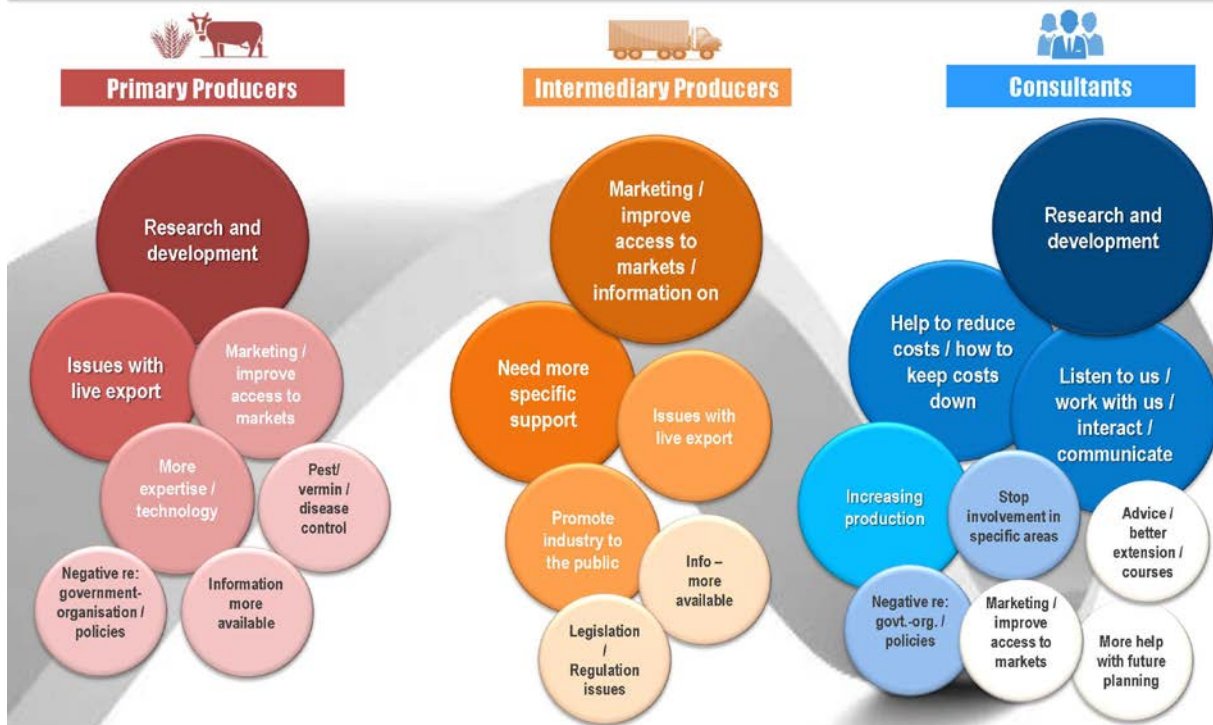 Primary Producers
Research and
development
Issues with
live export
Marketing /
improve
access to
markets
More
expertise /
technology
Pest/
vermin /
disease
control
Negative re:
government-
organisation /
policies
Information
more
available
Intermediary Producers
Marketing /
improve
access to
markets /
information on
Need more
specific
support
Issues with
live export
Promote
industry to
the public
Info –
more
available
Legislation
/
Regulation
issues
Consultants
Research and
development
Help to reduce
costs / how to
keep costs
down
Listen to us /
work with us /
interact /
communicate
Increasing
production
Stop
involvement in
specific areas
Advice /
better
extension /
courses
Negative re:
govt.-org. /
policies
Marketing /
improve
access to
markets
More help
with future
planning